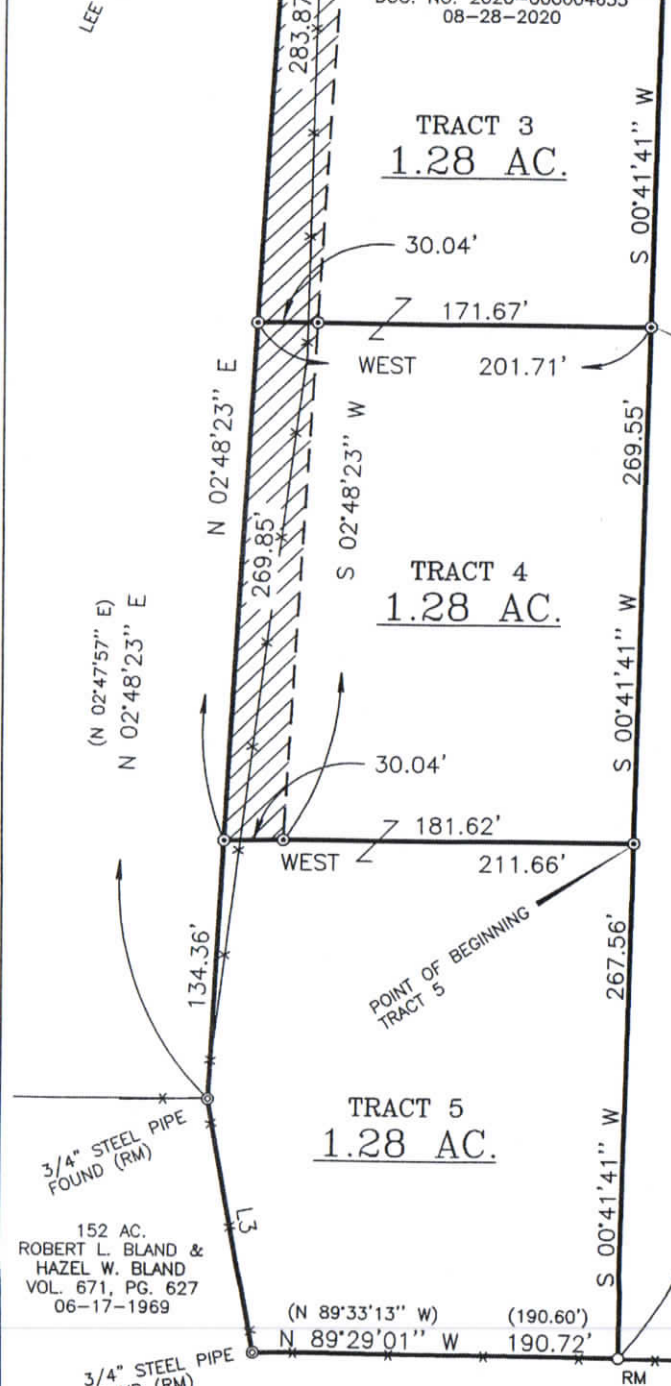 LEE
283.87'
08-28-2020
TRACT 3
1.28 AC.
S 00°41'41" W
30.04'
171.67'
WEST
201.71'
N 02°48'23" E
S 02°48'23" W
269.85'
269.55'
TRACT 4
1.28 AC.
S 00°41'41" W
(N 02°47'57" E)
N 02°48'23" E
30.04'
181.62'
WEST
211.66'
134.36'
POINT OF BEGINNING
TRACT 5
267.56'
TRACT 5
1.28 AC.
S 00°41'41" W
3/4" STEEL PIPE
FOUND (RM)
L3
152 AC.
ROBERT L. BLAND &
HAZEL W. BLAND
VOL. 671, PG. 627
06-17-1969
(N 89°33'13" W)
(190.60')
N 89°29'01" W
190.72'
3/4" STEEL PIPE
(RM)
RM